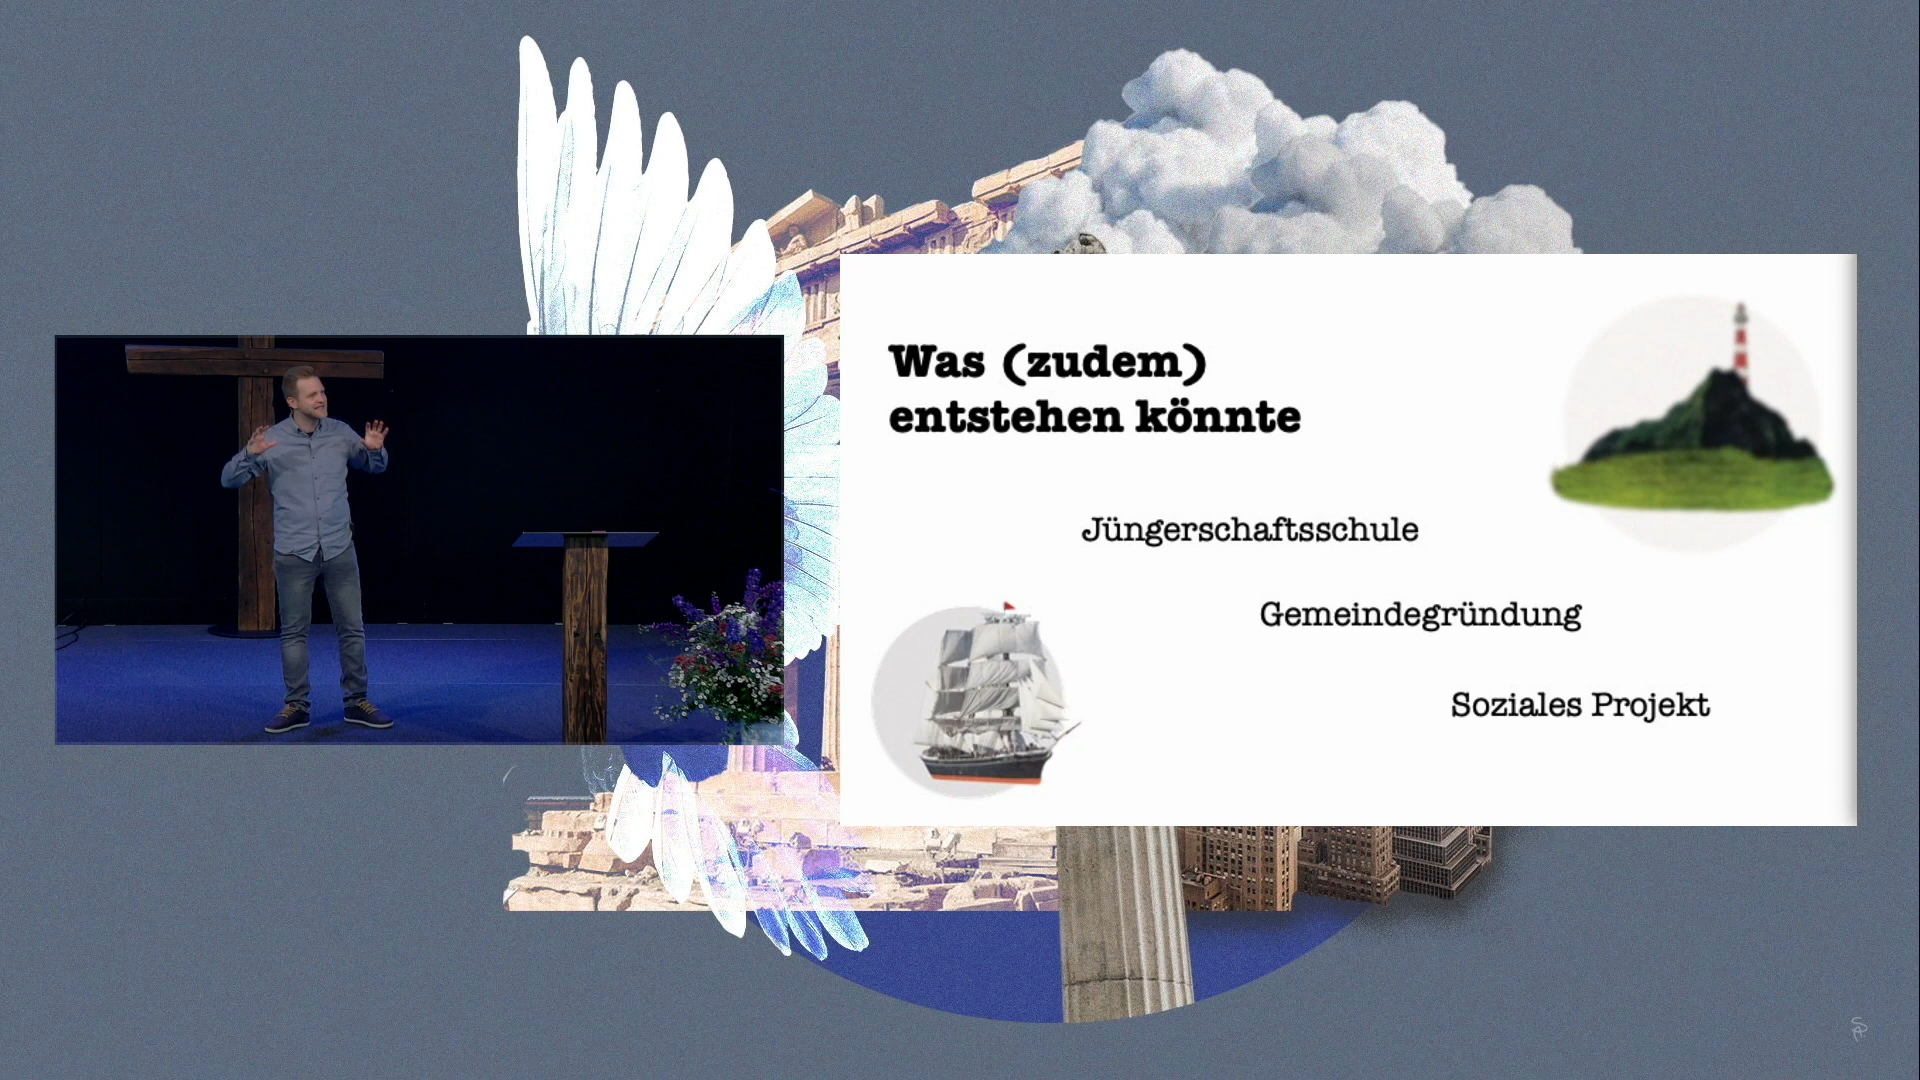 Was (zudem)
entstehen könnte
Jüngerschaftsschule
Gemeindegründung
Soziales Projekt